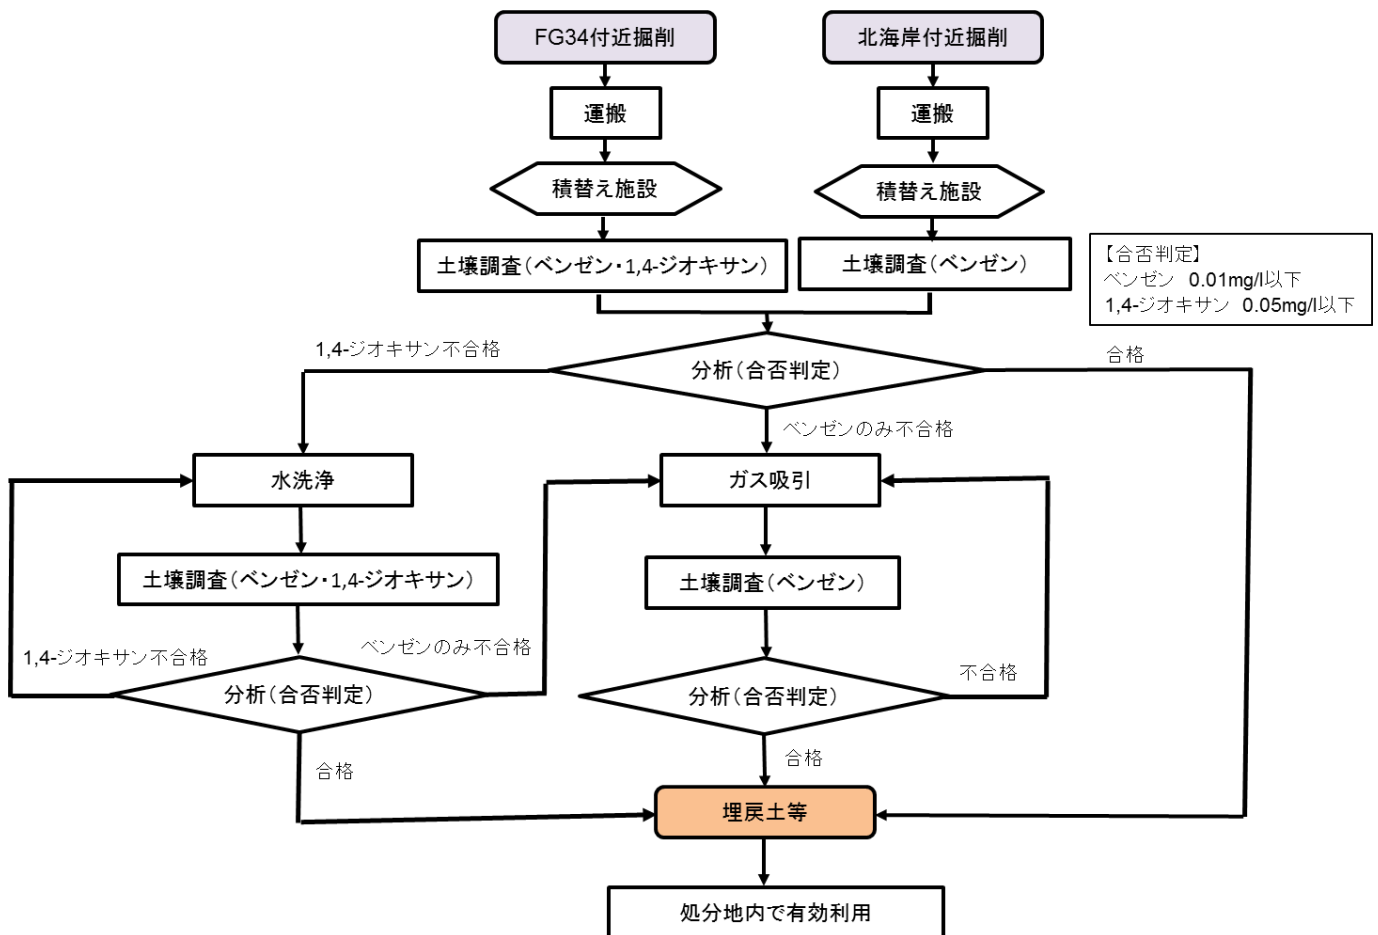 FG34付近掘削
北海岸付近掘削
運搬
運搬
積替え施設
積替え施設
土壌調査（ベンゼン・1,4-ジオキサン）
土壌調査（ベンゼン）
【合否判定】
ベンゼン　0.01mg/l以下
1,4-ジオキサン　0.05mg/l以下
1,4-ジオキサン不合格
分析（合否判定）
合格
ベンゼンのみ不合格
水洗浄
ガス吸引
土壌調査（ベンゼン・1,4-ジオキサン）
土壌調査（ベンゼン）
1,4-ジオキサン不合格
ベンゼンのみ不合格
分析（合否判定）
分析（合否判定）
不合格
合格
合格
埋戻土等
処分地内で有効利用